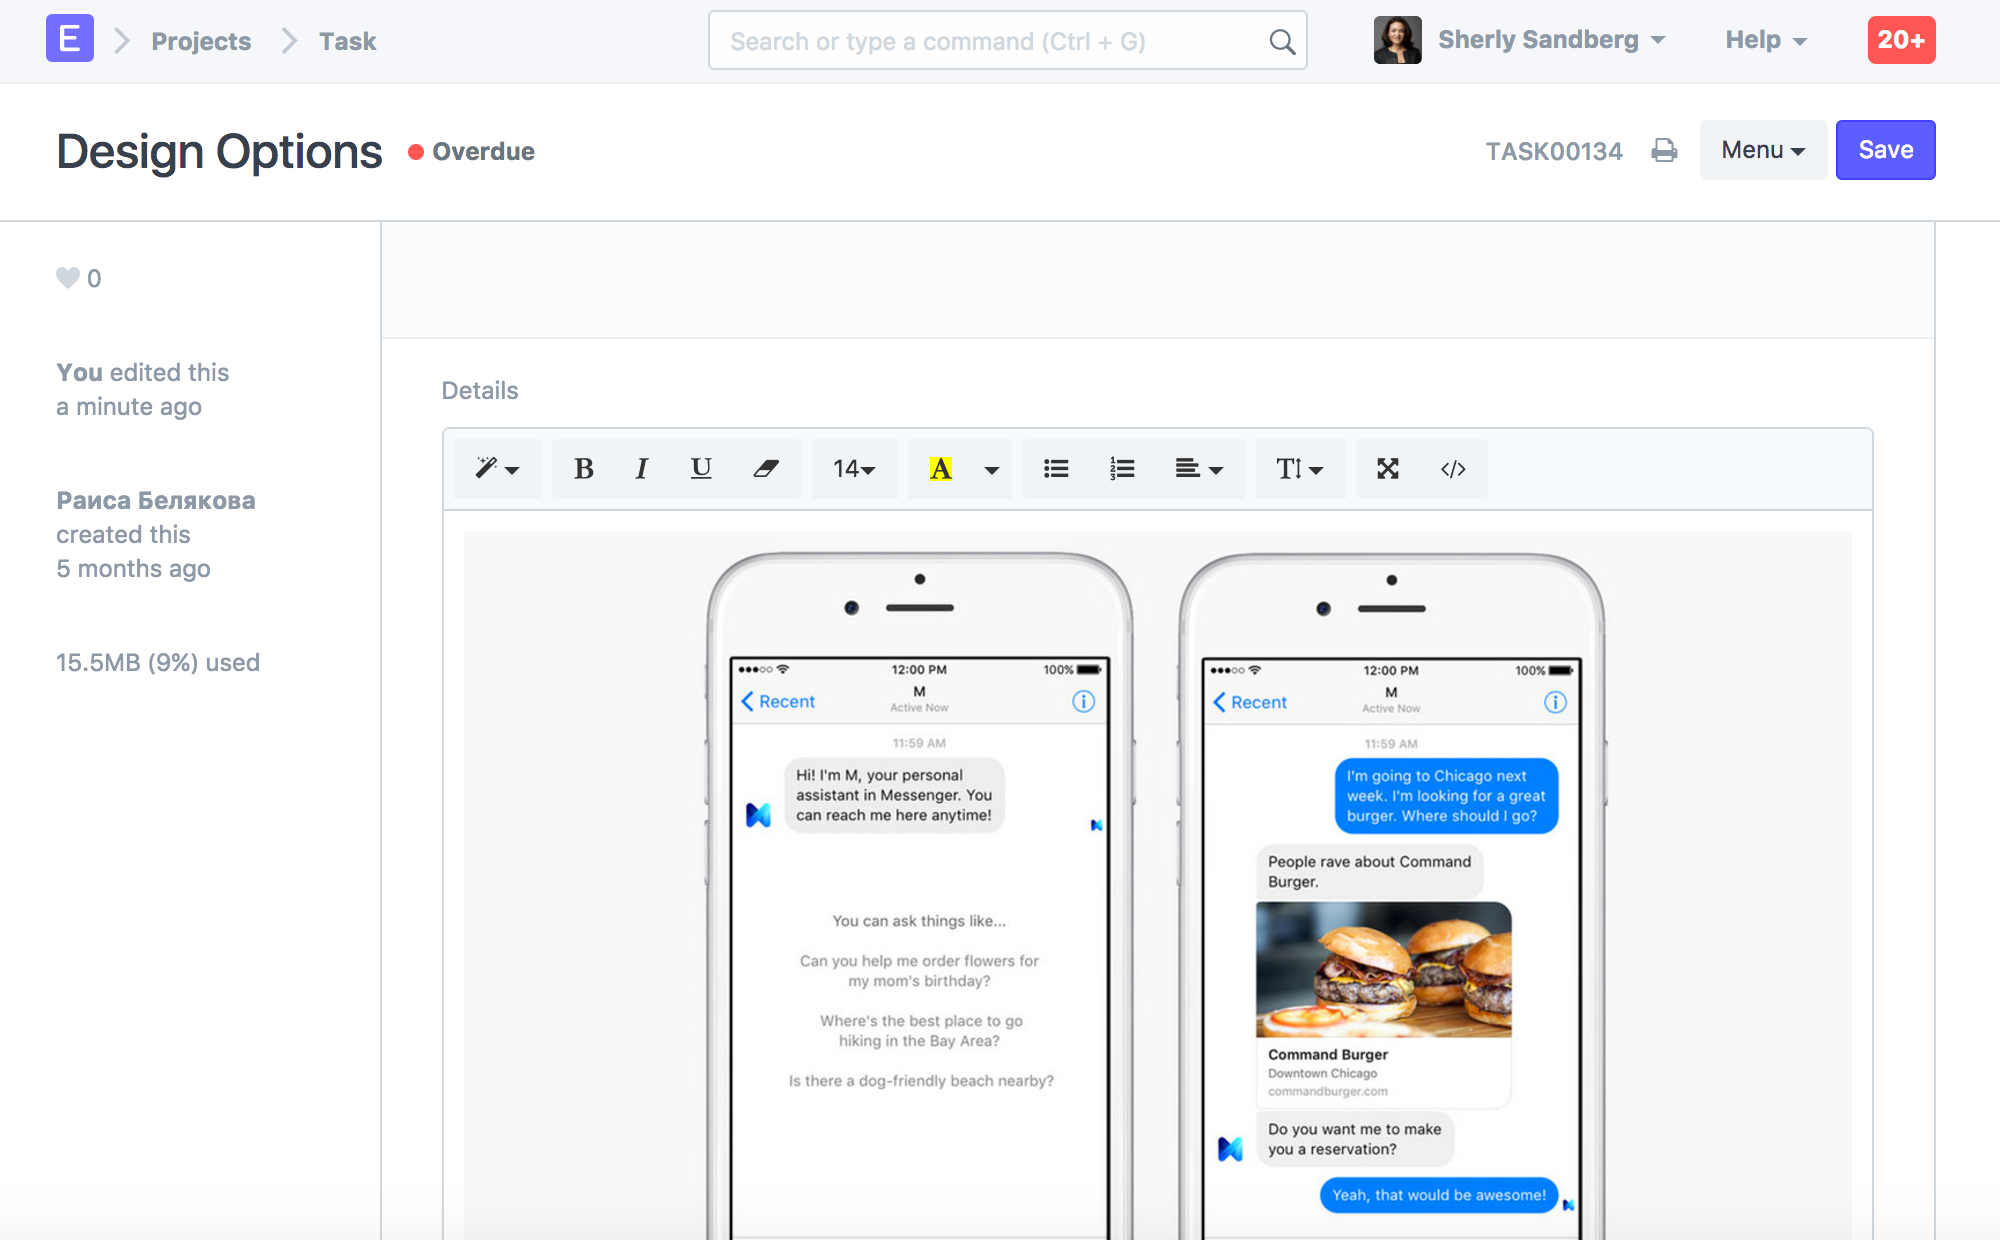 E Projects Task Search or type a command (Ctrl + G) Sherly Sandberg Help 20+
Design Options Overdue TASK00134 Menu Save
0
You edited this
a minute ago
Раиса Белякова
created this
5 months ago
15.5MB (9%) used
Details
B I U 14 A 1 2 3 T </>
12:00 PM 100%
Recent M
Active Now
11:59 AM
Hi! I'm M, your personal
assistant in Messenger. You
can reach me here anytime!
You can ask things like...
Can you help me order flowers for
my mom's birthday?
Where's the best place to go
hiking in the Bay Area?
Is there a dog-friendly beach nearby?
12:00 PM 100%
Recent M
Active Now
11:59 AM
I'm going to Chicago next
week. I'm looking for a great
burger. Where should I go?
People rave about Command
Burger.
Command Burger
Downtown Chicago
commandburger.com
Do you want me to make
you a reservation?
Yeah, that would be awesome!